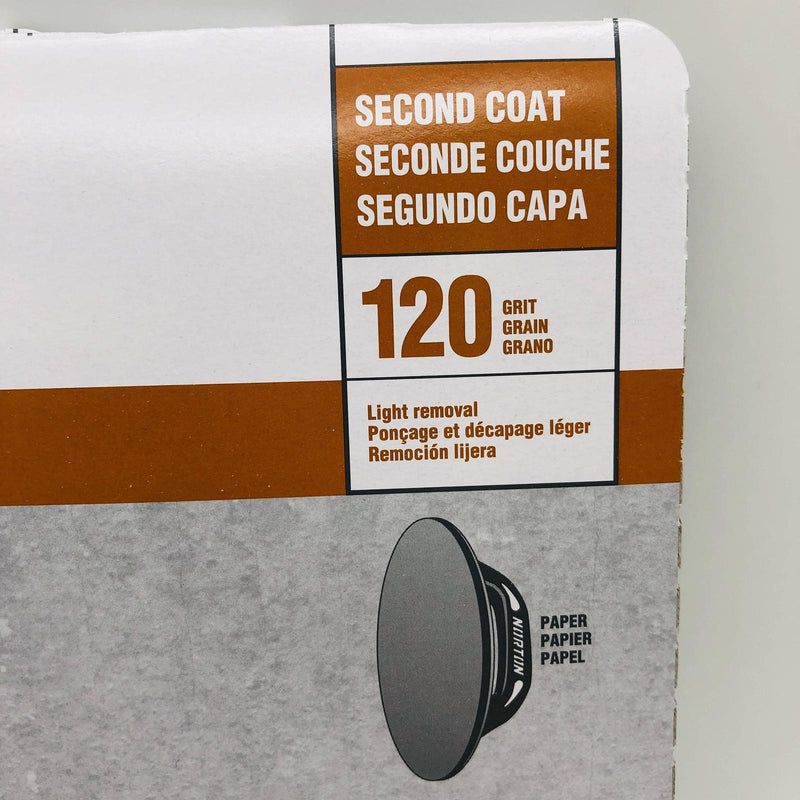 SECOND COAT
SECONDE COUCHE
SEGUNDO CAPA
120
GRIT
GRAIN
GRANO
Light removal
Ponçage et décapage léger
Remoción lijera
NORTON
PAPER
PAPIER
PAPEL